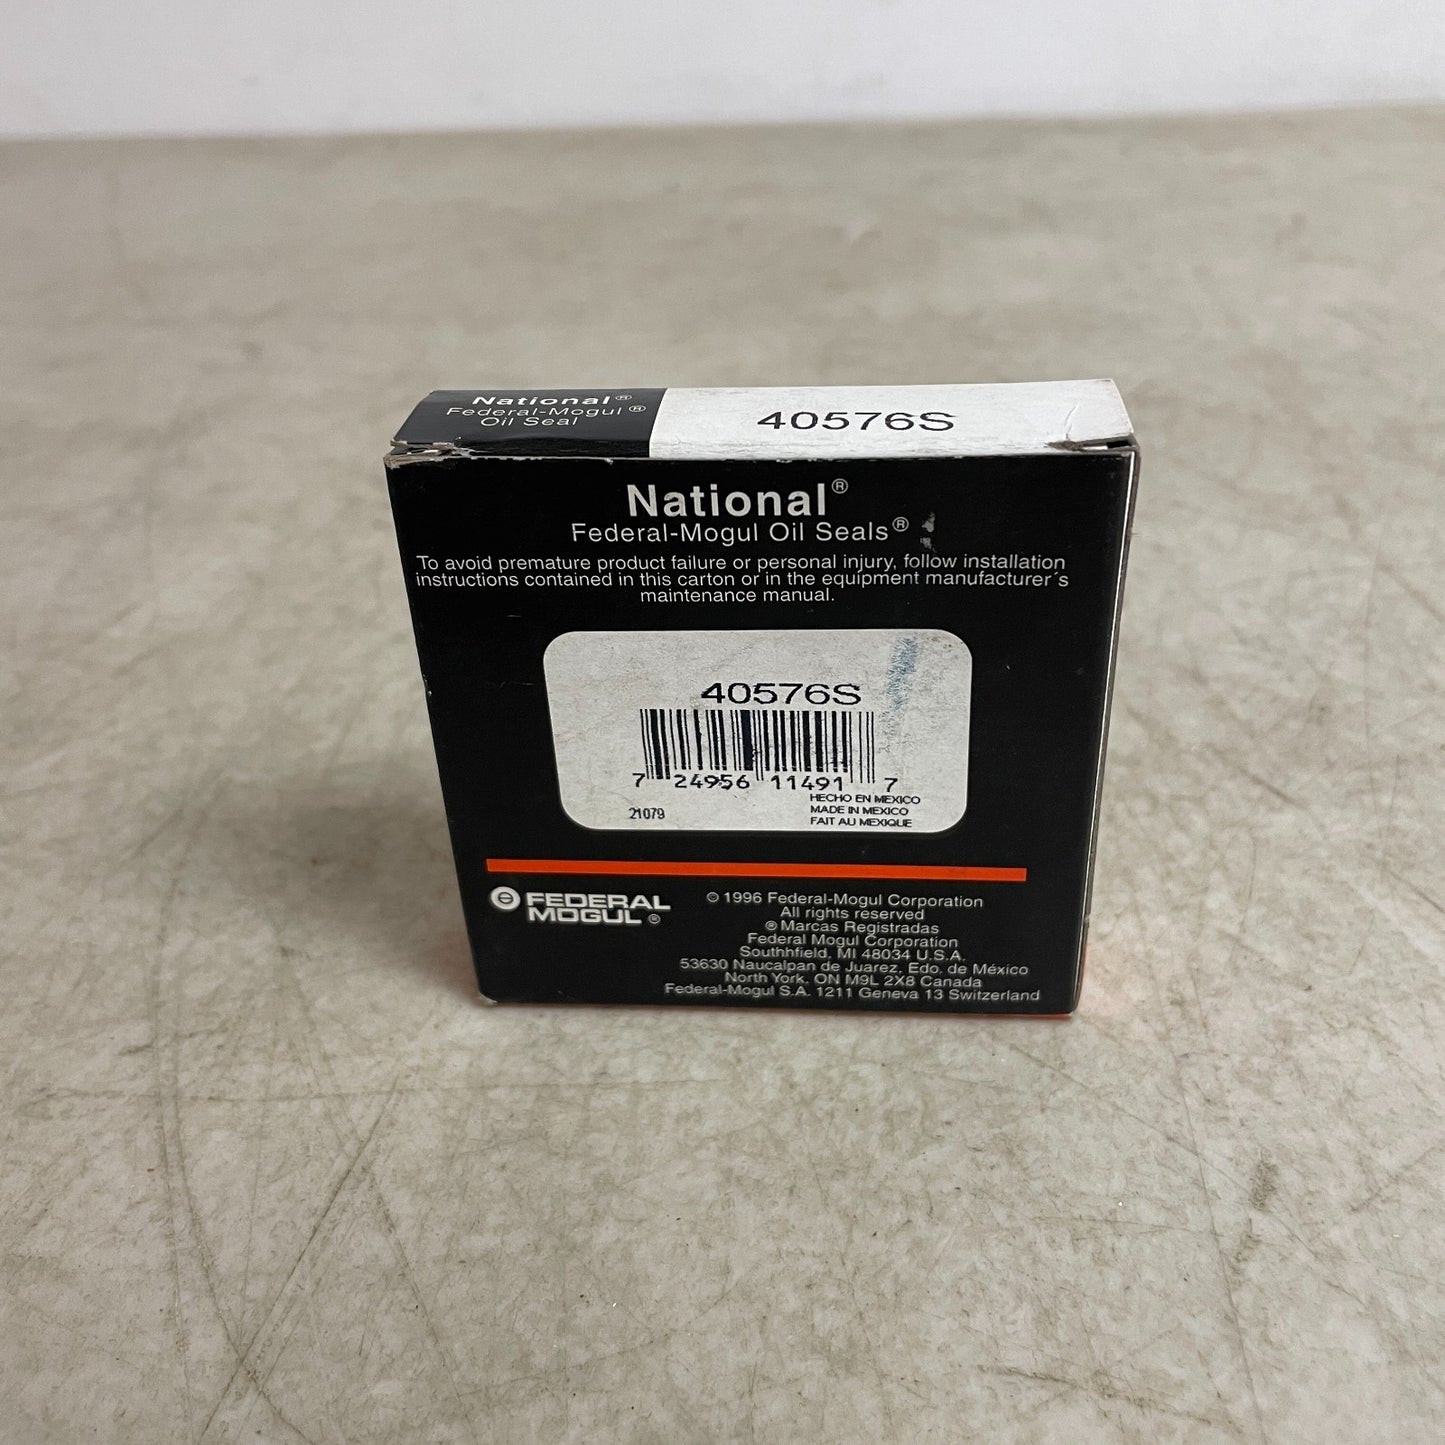 National®
Federal-Mogul®
Oil Seal
40576S
National®
Federal-Mogul Oil Seals®
To avoid premature product failure or personal injury, follow installation
instructions contained in this carton or in the equipment manufacturer´s
maintenance manual.
40576S
7 24956 11491 7
HECHO EN MEXICO
21079 MADE IN MEXICO
FAIT AU MEXIQUE
FEDERAL
MOGUL®
© 1996 Federal-Mogul Corporation
All rights reserved
® Marcas Registradas
Federal Mogul Corporation
Southhfield, MI 48034 U.S.A.
53630 Naucalpan de Juarez, Edo. de México
North York, ON M9L 2X8 Canada
Federal-Mogul S.A. 1211 Geneva 13 Switzerland